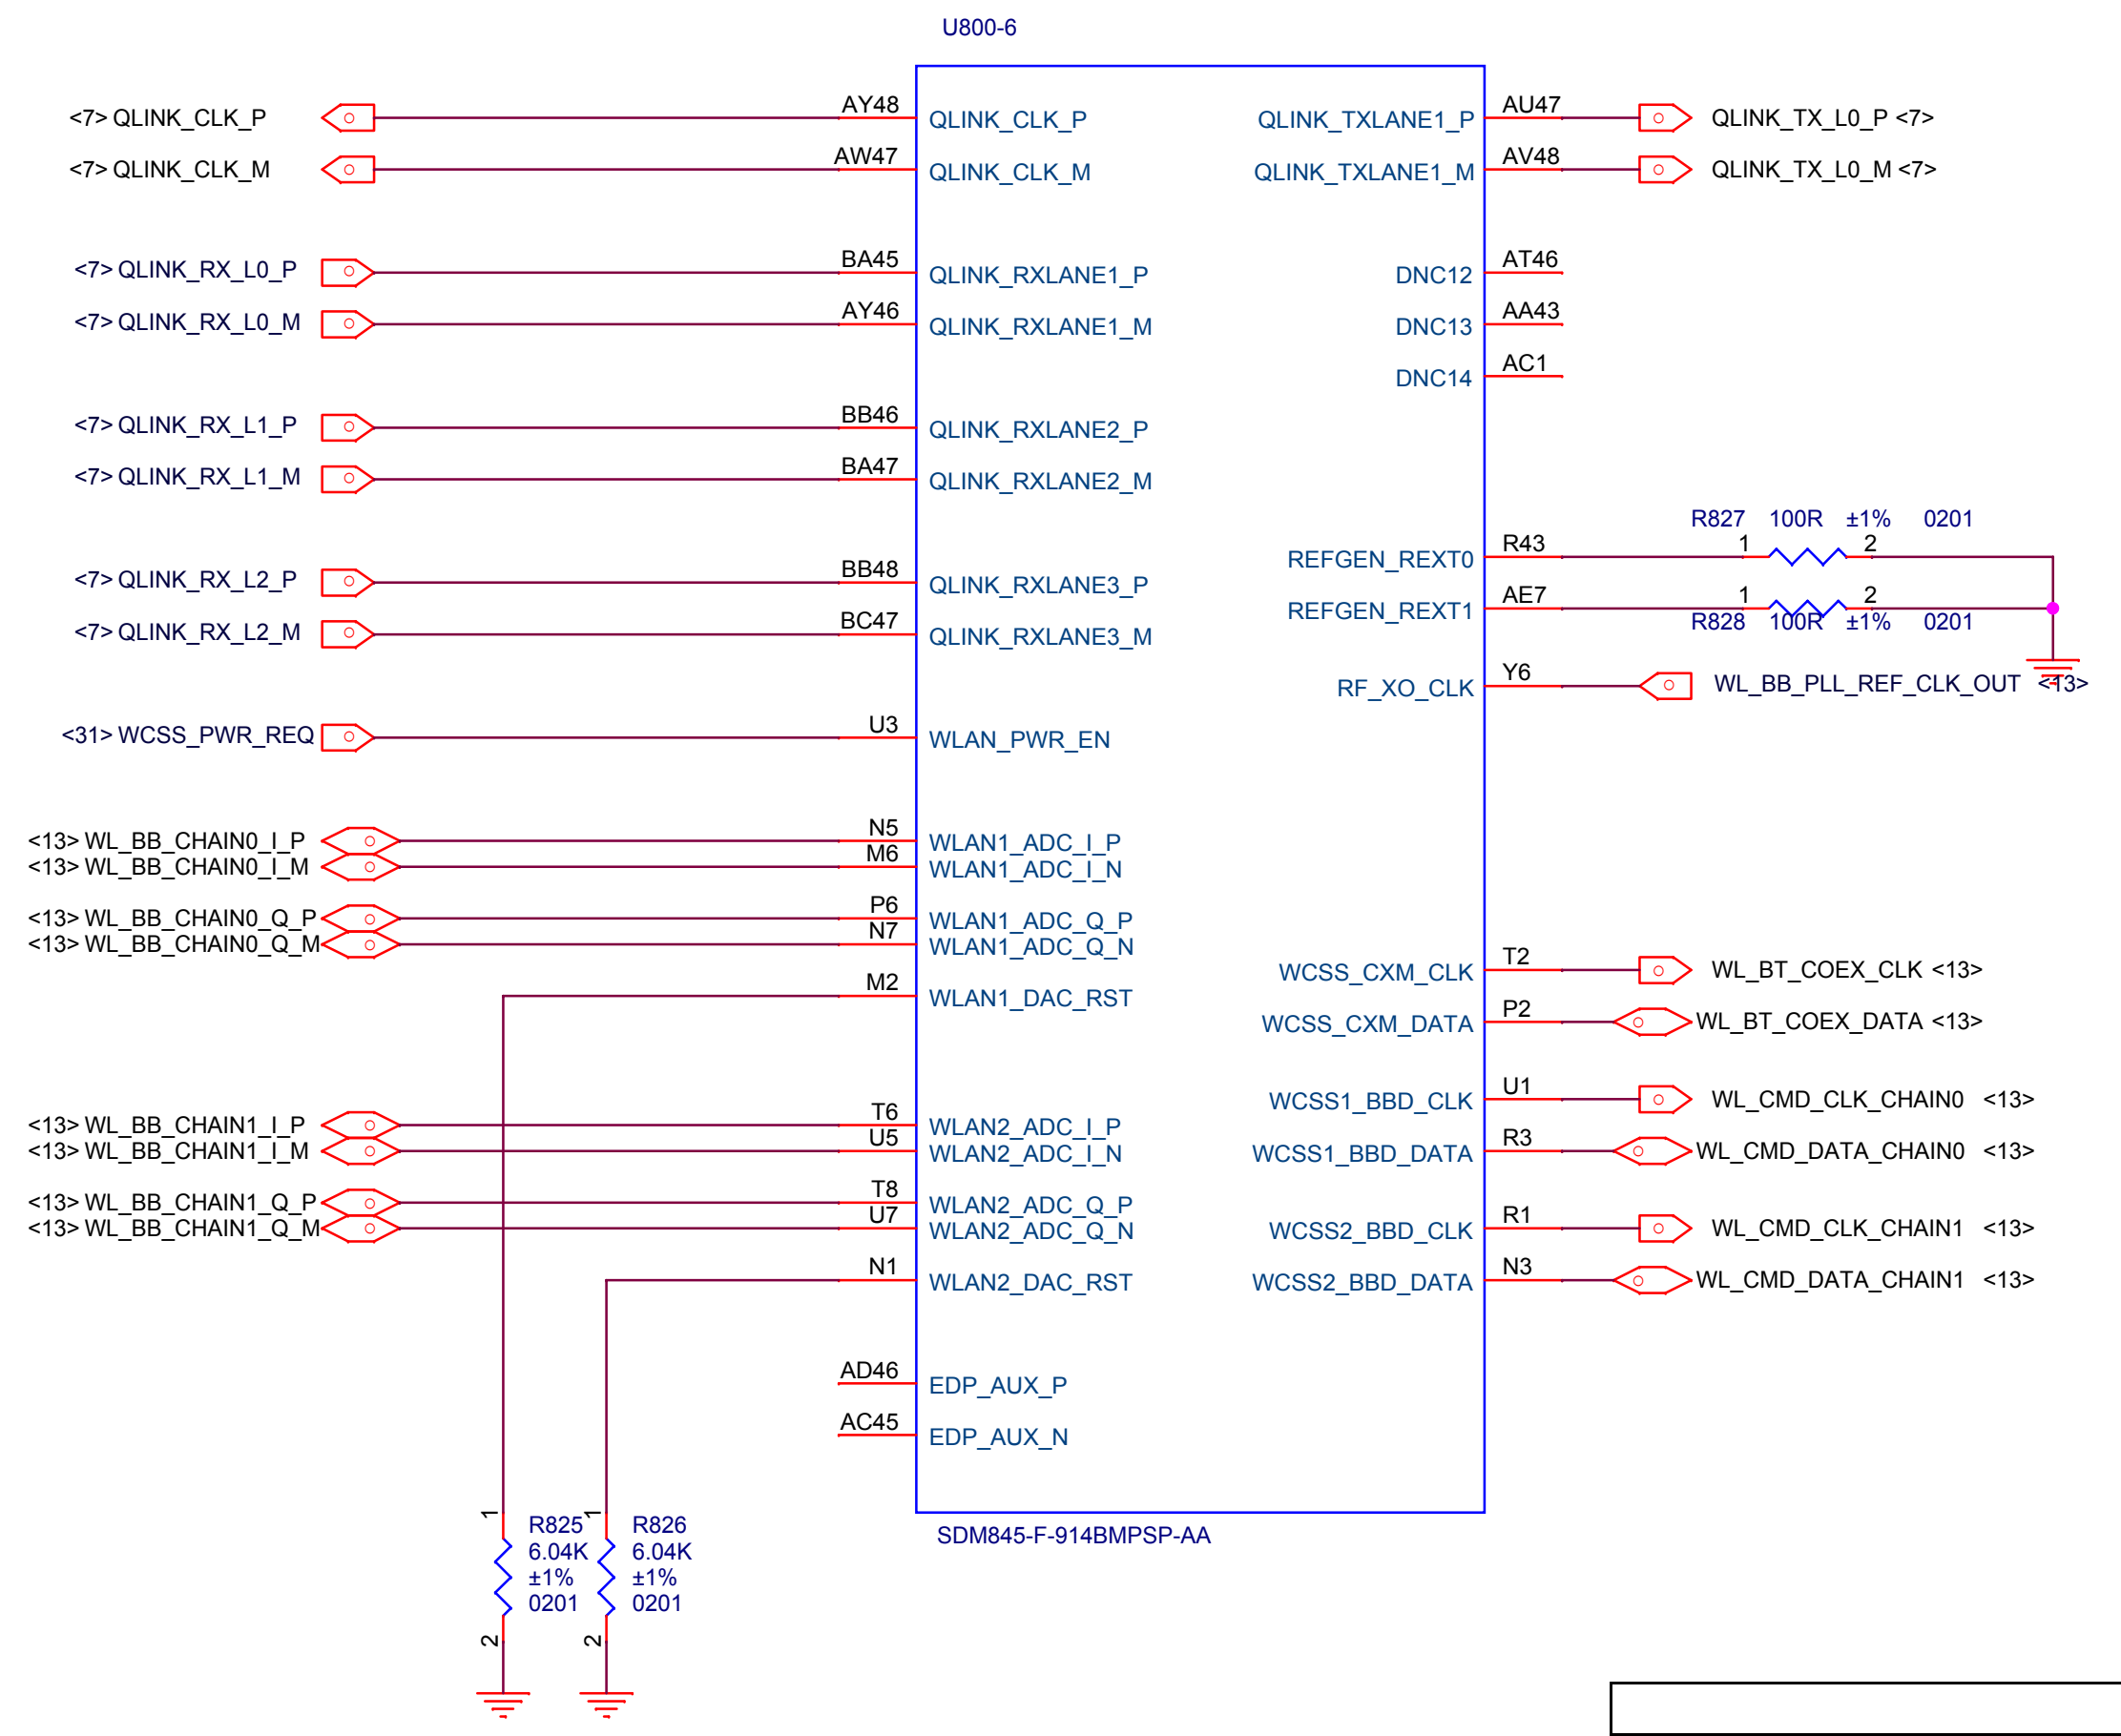 U800-6
<7> QLINK_CLK_P AY48 QLINK_CLK_P QLINK_TXLANE1_P AU47 QLINK_TX_L0_P <7>
<7> QLINK_CLK_M AW47 QLINK_CLK_M QLINK_TXLANE1_M AV48 QLINK_TX_L0_M <7>
<7> QLINK_RX_L0_P BA45 QLINK_RXLANE1_P DNC12 AT46
<7> QLINK_RX_L0_M AY46 QLINK_RXLANE1_M DNC13 AA43
DNC14 AC1
<7> QLINK_RX_L1_P BB46 QLINK_RXLANE2_P
<7> QLINK_RX_L1_M BA47 QLINK_RXLANE2_M
R827 100R ±1% 0201
REFGEN_REXT0 R43 1 2
<7> QLINK_RX_L2_P BB48 QLINK_RXLANE3_P REFGEN_REXT1 AE7 1 2
R828 100R ±1% 0201
<7> QLINK_RX_L2_M BC47 QLINK_RXLANE3_M
RF_XO_CLK Y6 WL_BB_PLL_REF_CLK_OUT <13>
<31> WCSS_PWR_REQ U3 WLAN_PWR_EN
<13> WL_BB_CHAIN0_I_P N5 WLAN1_ADC_I_P
<13> WL_BB_CHAIN0_I_M M6 WLAN1_ADC_I_N
<13> WL_BB_CHAIN0_Q_P P6 WLAN1_ADC_Q_P
<13> WL_BB_CHAIN0_Q_M N7 WLAN1_ADC_Q_N
WCSS_CXM_CLK T2 WL_BT_COEX_CLK <13>
M2 WLAN1_DAC_RST
WCSS_CXM_DATA P2 WL_BT_COEX_DATA <13>
WCSS1_BBD_CLK U1 WL_CMD_CLK_CHAIN0 <13>
<13> WL_BB_CHAIN1_I_P T6 WLAN2_ADC_I_P
<13> WL_BB_CHAIN1_I_M U5 WLAN2_ADC_I_N WCSS1_BBD_DATA R3 WL_CMD_DATA_CHAIN0 <13>
<13> WL_BB_CHAIN1_Q_P T8 WLAN2_ADC_Q_P
<13> WL_BB_CHAIN1_Q_M U7 WLAN2_ADC_Q_N WCSS2_BBD_CLK R1 WL_CMD_CLK_CHAIN1 <13>
N1 WLAN2_DAC_RST WCSS2_BBD_DATA N3 WL_CMD_DATA_CHAIN1 <13>
AD46 EDP_AUX_P
AC45 EDP_AUX_N
SDM845-F-914BMPSP-AA
1 R825 1 R826
6.04K 6.04K
±1% ±1%
0201 0201
2 2